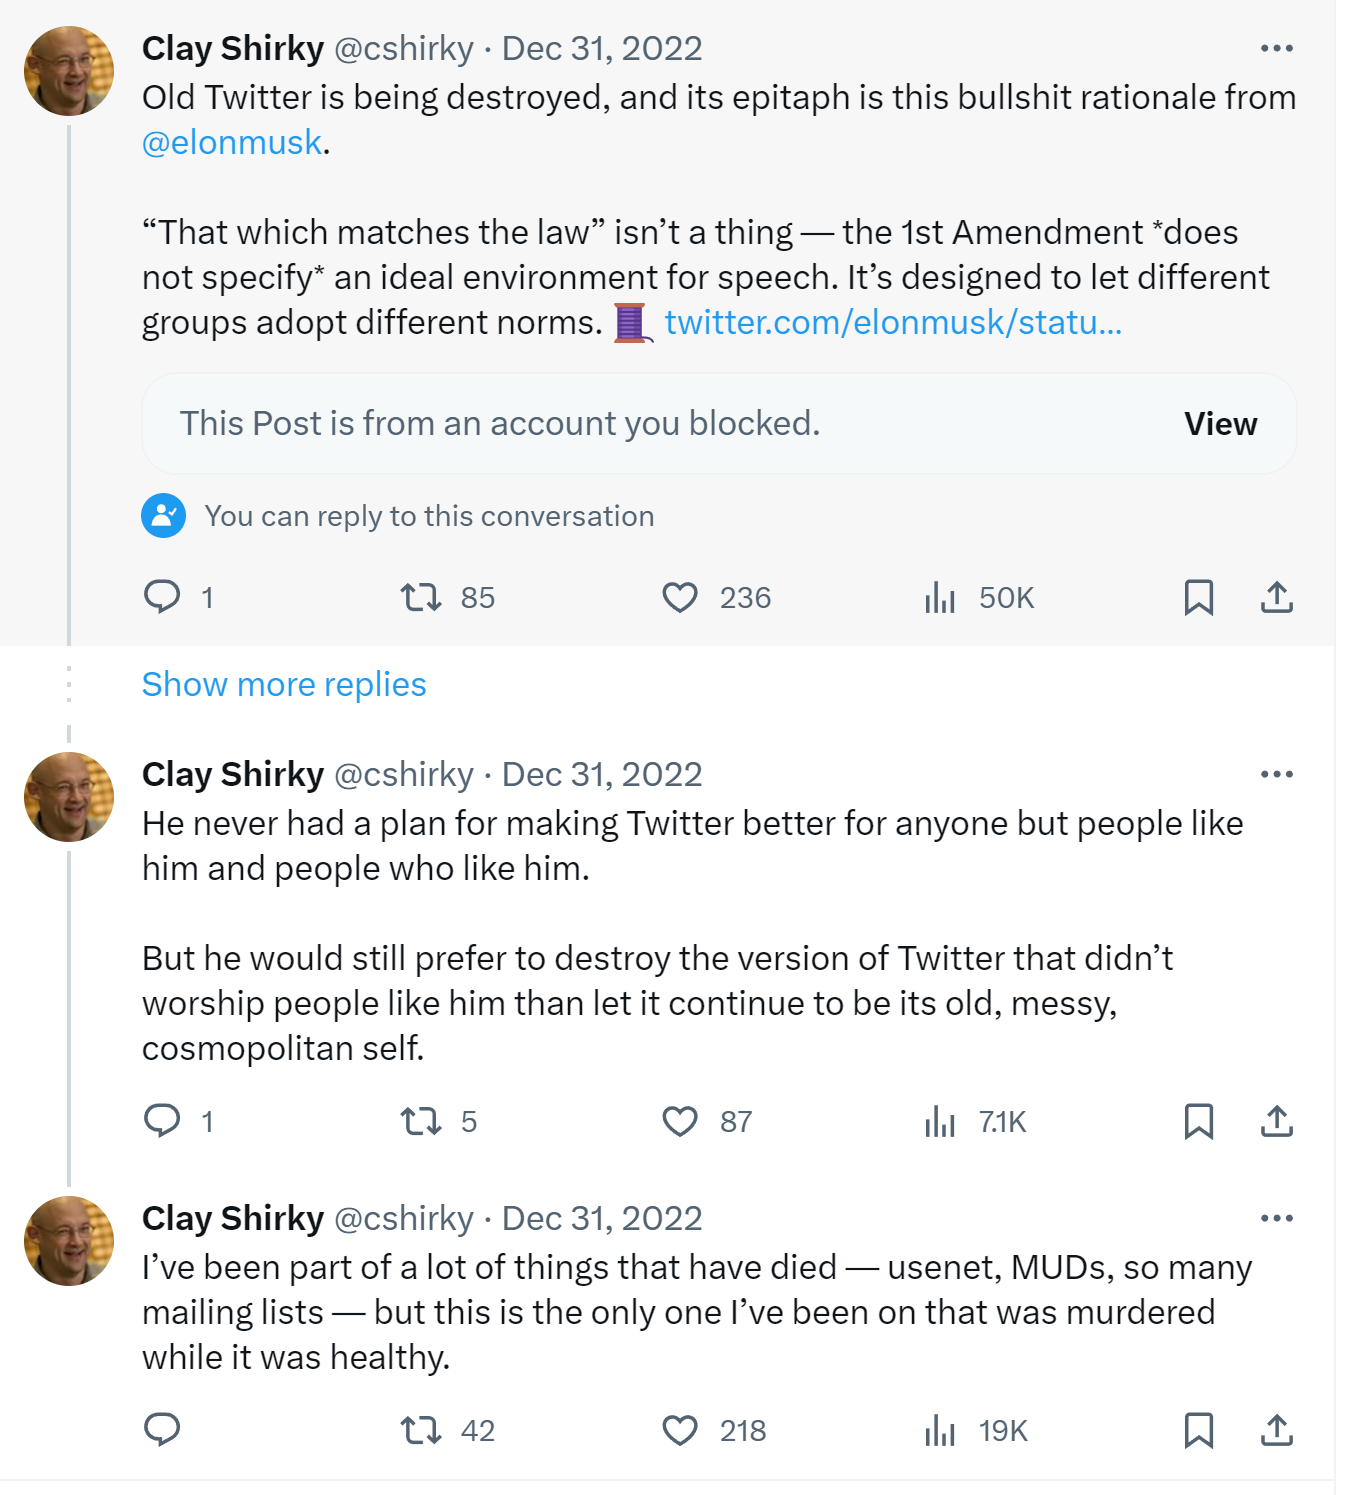 Clay Shirky @cshirky · Dec 31, 2022
Old Twitter is being destroyed, and its epitaph is this bullshit rationale from
@elonmusk.
“That which matches the law” isn’t a thing — the 1st Amendment *does
not specify* an ideal environment for speech. It’s designed to let different
groups adopt different norms. 🧵 twitter.com/elonmusk/statu...
This Post is from an account you blocked.
View
You can reply to this conversation
1 85 236 50K
Show more replies
Clay Shirky @cshirky · Dec 31, 2022
He never had a plan for making Twitter better for anyone but people like
him and people who like him.
But he would still prefer to destroy the version of Twitter that didn’t
worship people like him than let it continue to be its old, messy,
cosmopolitan self.
1 5 87 7.1K
Clay Shirky @cshirky · Dec 31, 2022
I’ve been part of a lot of things that have died — usenet, MUDs, so many
mailing lists — but this is the only one I’ve been on that was murdered
while it was healthy.
42 218 19K